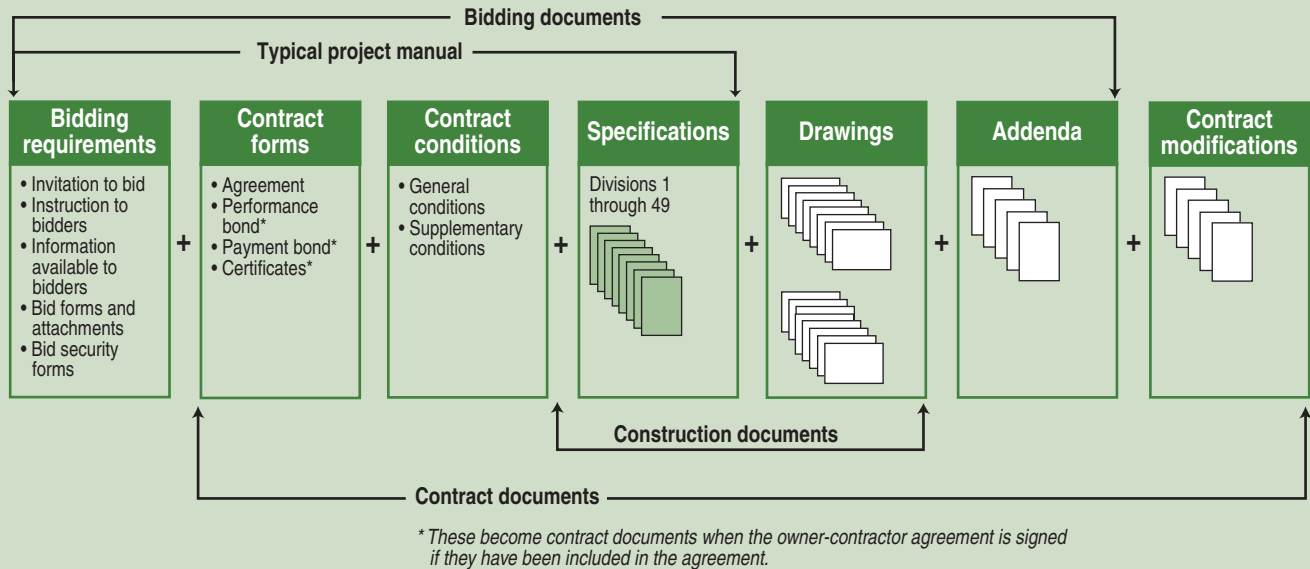 Bidding documents
Typical project manual
Bidding
requirements
• Invitation to bid
• Instruction to
bidders
• Information
available to
bidders
• Bid forms and
attachments
• Bid security
forms
+
Contract
forms
• Agreement
• Performance
bond*
• Payment bond*
• Certificates*
+
Contract
conditions
• General
conditions
• Supplementary
conditions
+
Specifications
Divisions 1
through 49
+
Drawings
+
Addenda
+
Contract
modifications
Construction documents
Contract documents
* These become contract documents when the owner-contractor agreement is signed
if they have been included in the agreement.